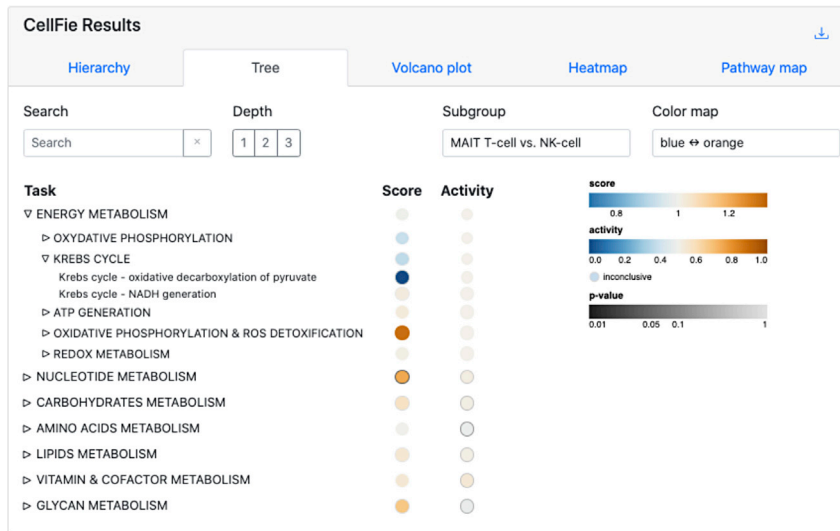 CellFie Results
Hierarchy Tree Volcano plot Heatmap Pathway map
Search Depth Subgroup Color map
Search × 1 2 3 MAIT T-cell vs. NK-cell blue ⇔ orange
Task Score Activity
ENERGY METABOLISM
OXYDATIVE PHOSPHORYLATION
KREBS CYCLE
Krebs cycle - oxidative decarboxylation of pyruvate
Krebs cycle - NADH generation
ATP GENERATION
OXIDATIVE PHOSPHORYLATION & ROS DETOXIFICATION
REDOX METABOLISM
NUCLEOTIDE METABOLISM
CARBOHYDRATES METABOLISM
AMINO ACIDS METABOLISM
LIPIDS METABOLISM
VITAMIN & COFACTOR METABOLISM
GLYCAN METABOLISM
score
0.8 1 1.2
activity
0.0 0.2 0.4 0.6 0.8 1.0
inconclusive
p-value
0.01 0.05 0.1 1